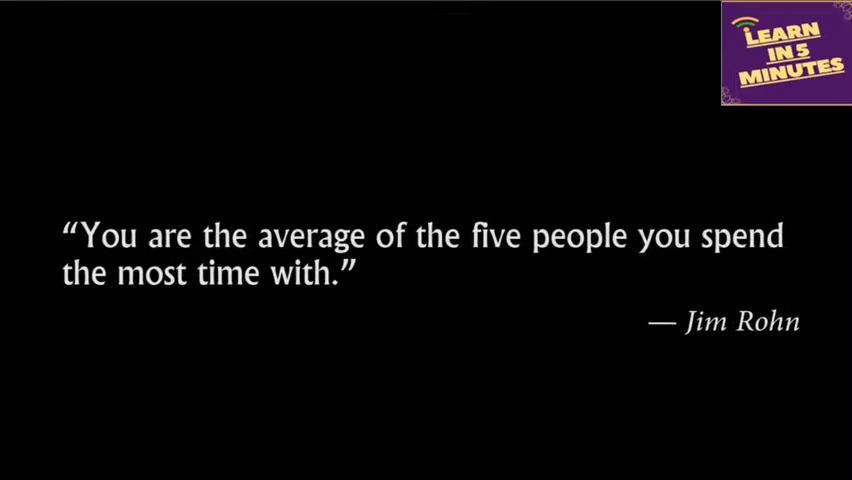 LEARN
IN 5
MINUTES
“You are the average of the five people you spend
the most time with.”
— Jim Rohn